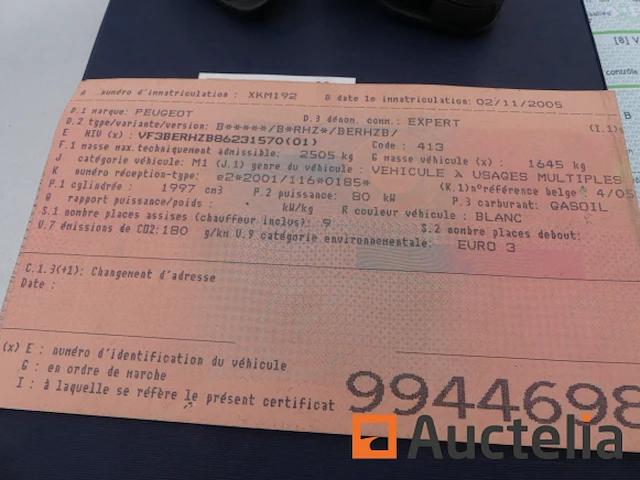 A numéro d'immatriculation : XKM192 B date 1e immatriculation: 02/11/2005
D.1 marque: PEUGEOT D.3 dénom. comm.: EXPERT
D.2 type/variante/version: B*****/B*RHZ*/BERHZB/ (I.1)
E NIV (x) : VF3BERHZB86231570(01) Code : 413
F.1 masse max.techniquement admissible: 2505 kg G masse véhicule (x) : 1645 kg
J catégorie véhicule: M1 (J.1) genre du véhicule : VEHICULE A USAGES MULTIPLES
K numéro réception-type: e2*2001/116*0185* (K.1)n°référence belge: 4/05
P.1 cylindrée : 1997 cm3 P.2 puissance: 80 kW P.3 carburant: GASOIL
Q rapport puissance/poids : kW/kg R couleur véhicule : BLANC
S.1 nombre places assises (chauffeur inclus): 9 S.2 nombre places debout:
V.7 émissions de CO2:180 g/km V.9 catégorie environnementale: EURO 3
C.1.3(+1): Changement d'adresse
Date :
(x) E : numéro d'identification du véhicule
G : en ordre de marche
I : à laquelle se réfère le présent certificat
9944698
Auctelia
[8] V
contrôle
B